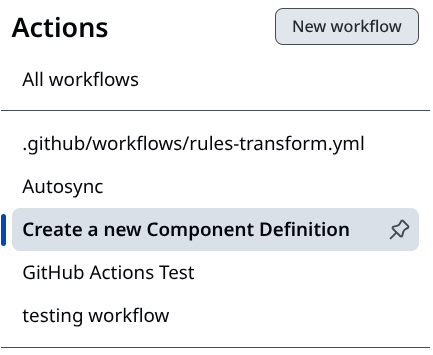 Actions
New workflow
All workflows
.github/workflows/rules-transform.yml
Autosync
Create a new Component Definition
GitHub Actions Test
testing workflow